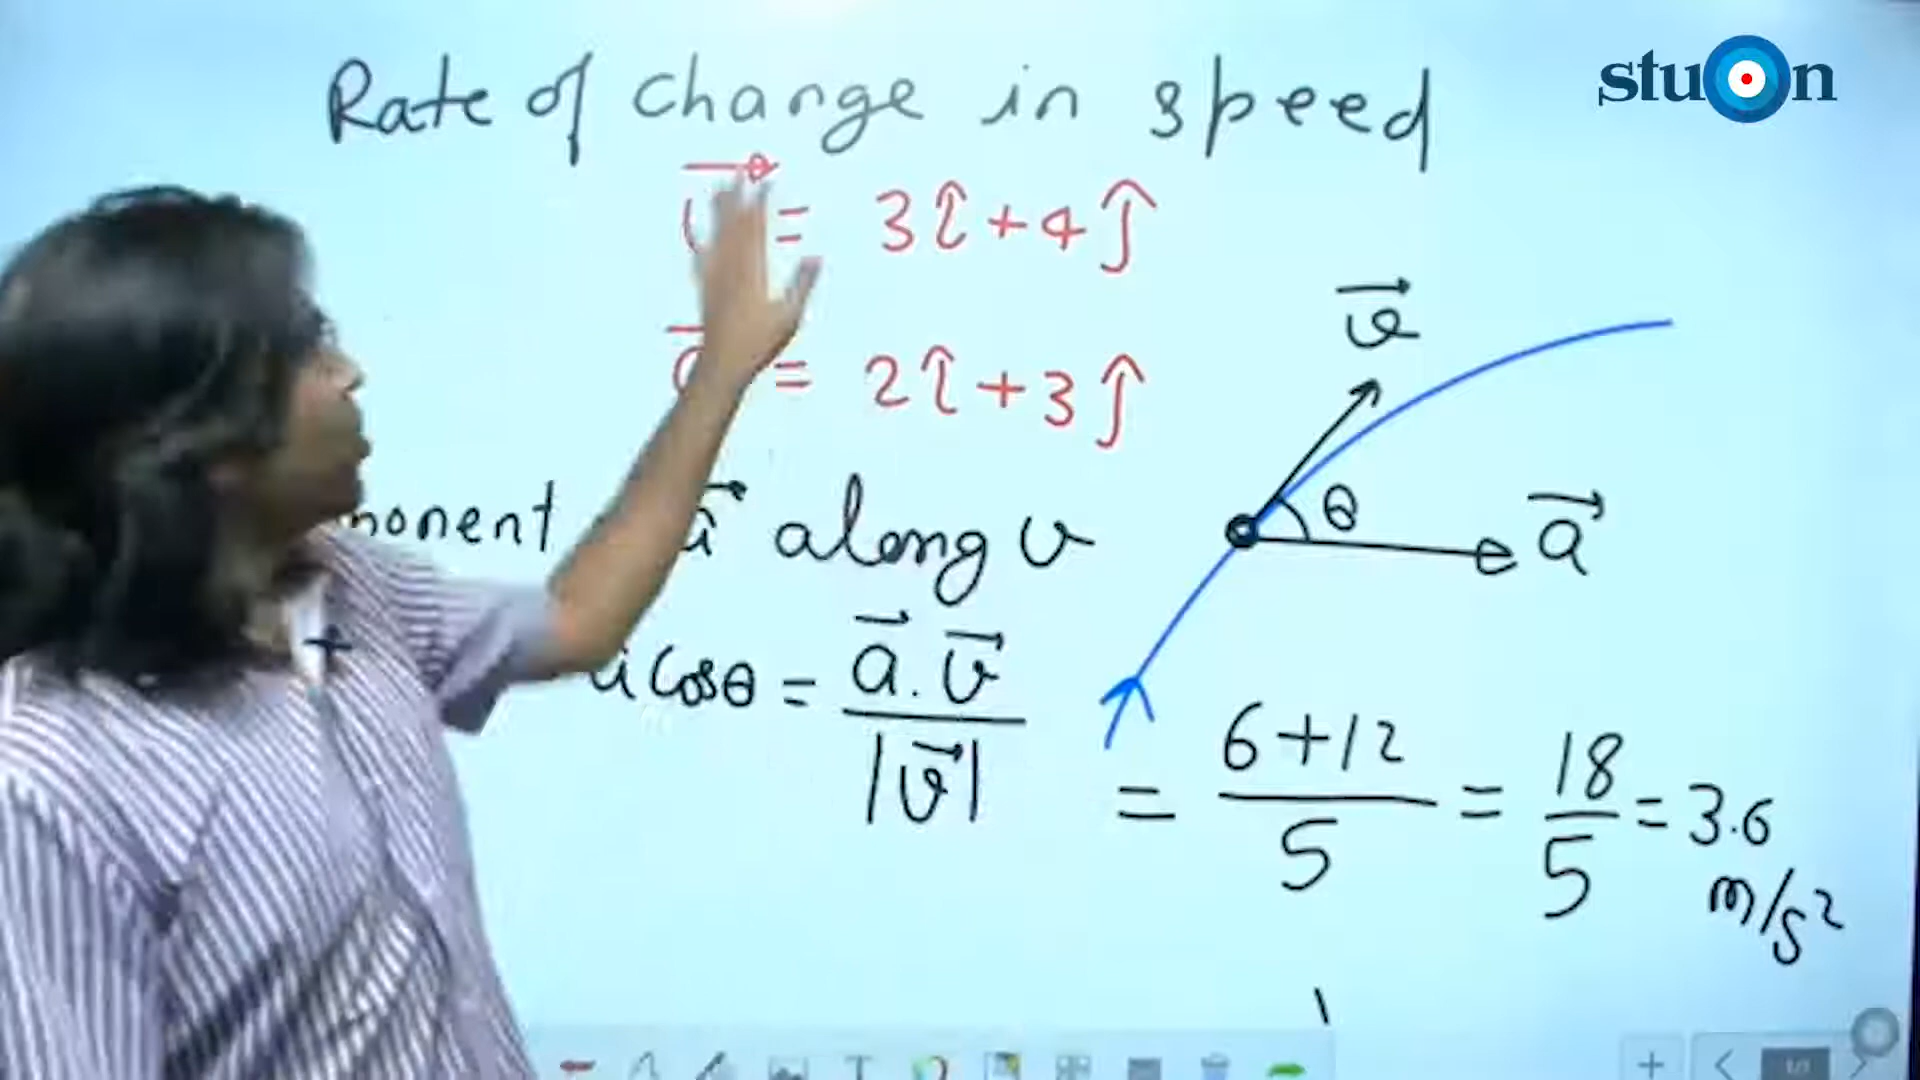 stuOn
Rate of change in speed
= 3î + 4ĵ
= 2î + 3ĵ
a⃗ along v
θ
v⃗
a⃗
cosθ = a⃗ . v⃗ / |v⃗|
= 6+12 / 5 = 18 / 5 = 3.6
m/s²